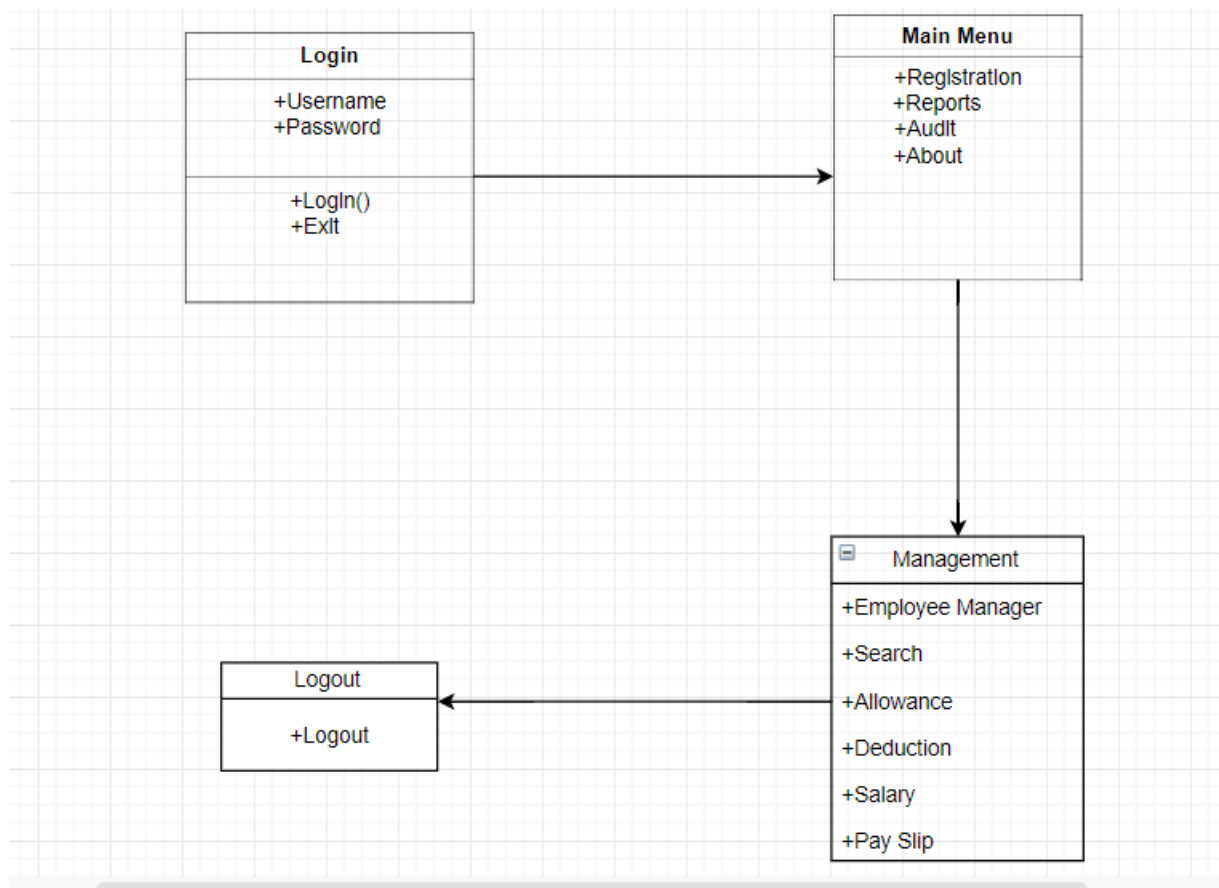 Login
+Username
+Password
+LogIn()
+Exit
Main Menu
+Registration
+Reports
+Audit
+About
Management
+Employee Manager
+Search
+Allowance
+Deduction
+Salary
+Pay Slip
Logout
+Logout